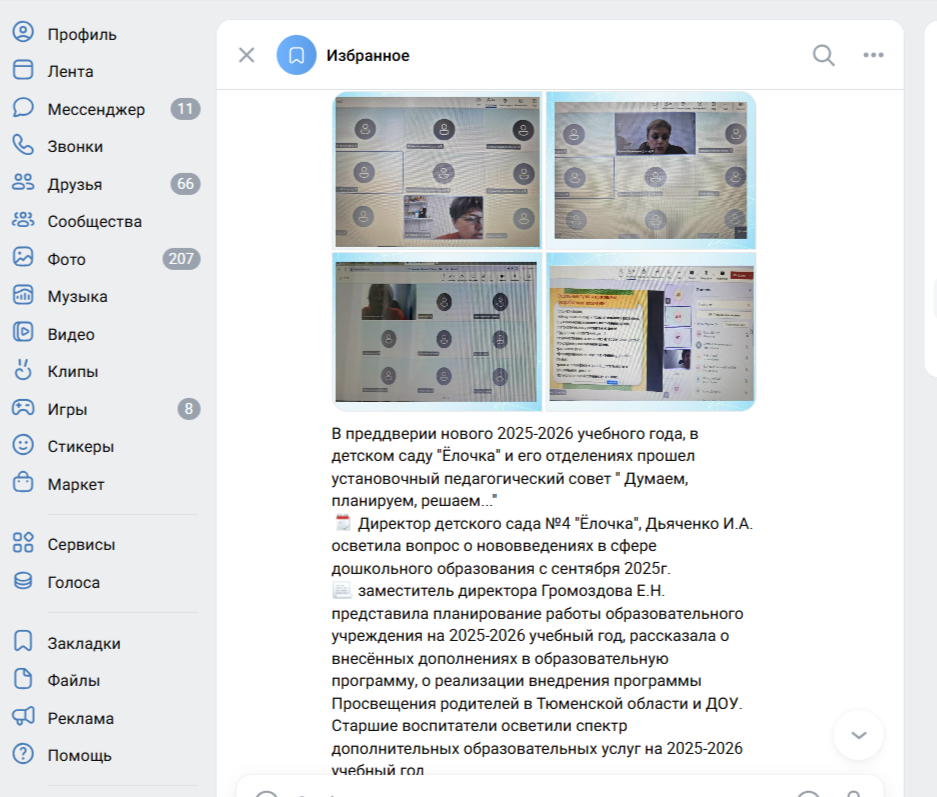 Профиль
Лента
Мессенджер 11
Звонки
Друзья 66
Сообщества
Фото 207
Музыка
Видео
Клипы
Игры 8
Стикеры
Маркет
Сервисы
Голоса
Закладки
Файлы
Реклама
Помощь
Избранное
В преддверии нового 2025-2026 учебного года, в
детском саду "Ёлочка" и его отделениях прошел
установочный педагогический совет " Думаем,
планируем, решаем..."
Директор детского сада №4 "Ёлочка", Дьяченко И.А.
осветила вопрос о нововведениях в сфере
дошкольного образования с сентября 2025г.
заместитель директора Громоздова Е.Н.
представила планирование работы образовательного
учреждения на 2025-2026 учебный год, рассказала о
внесённых дополнениях в образовательную
программу, о реализации внедрения программы
Просвещения родителей в Тюменской области и ДОУ.
Старшие воспитатели осветили спектр
дополнительных образовательных услуг на 2025-2026
учебный год